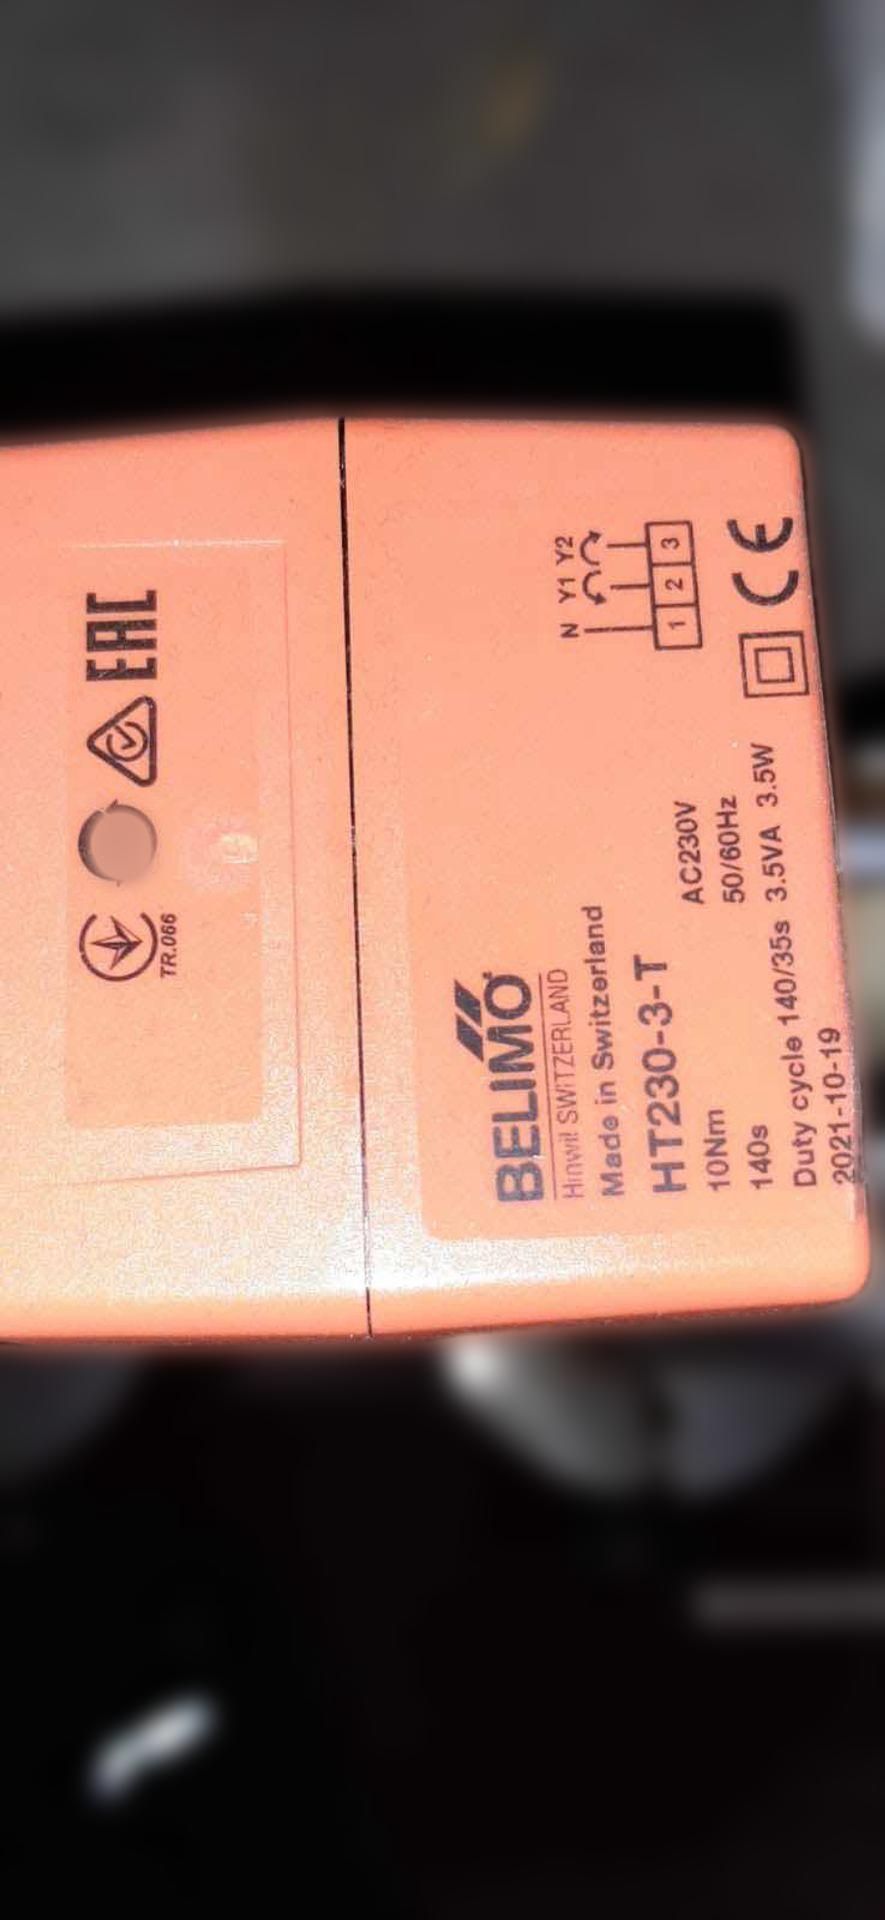 EAC
TR.066
BELIMO
Hinwil SWITZERLAND
Made in Switzerland
HT230-3-T
10Nm AC230V
140s 50/60Hz
Duty cycle 140/35s 3.5VA 3.5W
2021-10-19
N Y1 Y2
1 2 3
CE